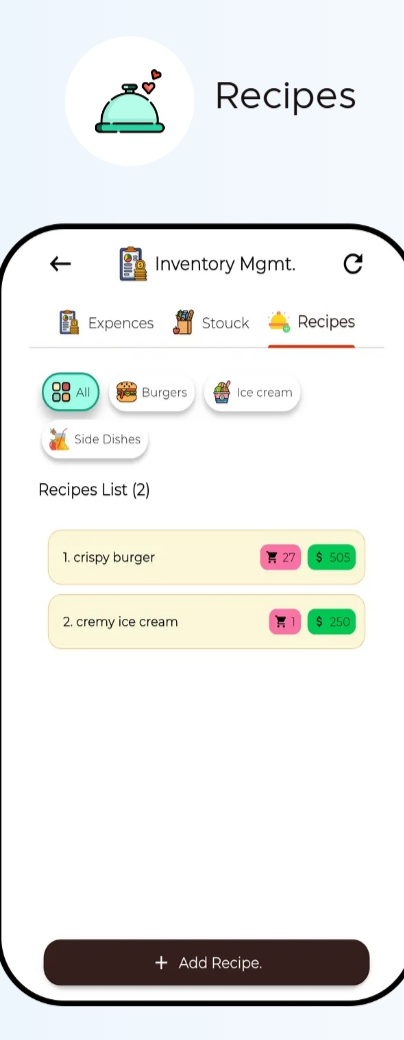 Recipes
Inventory Mgmt.
Expences Stouck Recipes
All Burgers Ice cream
Side Dishes
Recipes List (2)
1. crispy burger 27 $ 505
2. cremy ice cream 1 $ 250
+ Add Recipe.